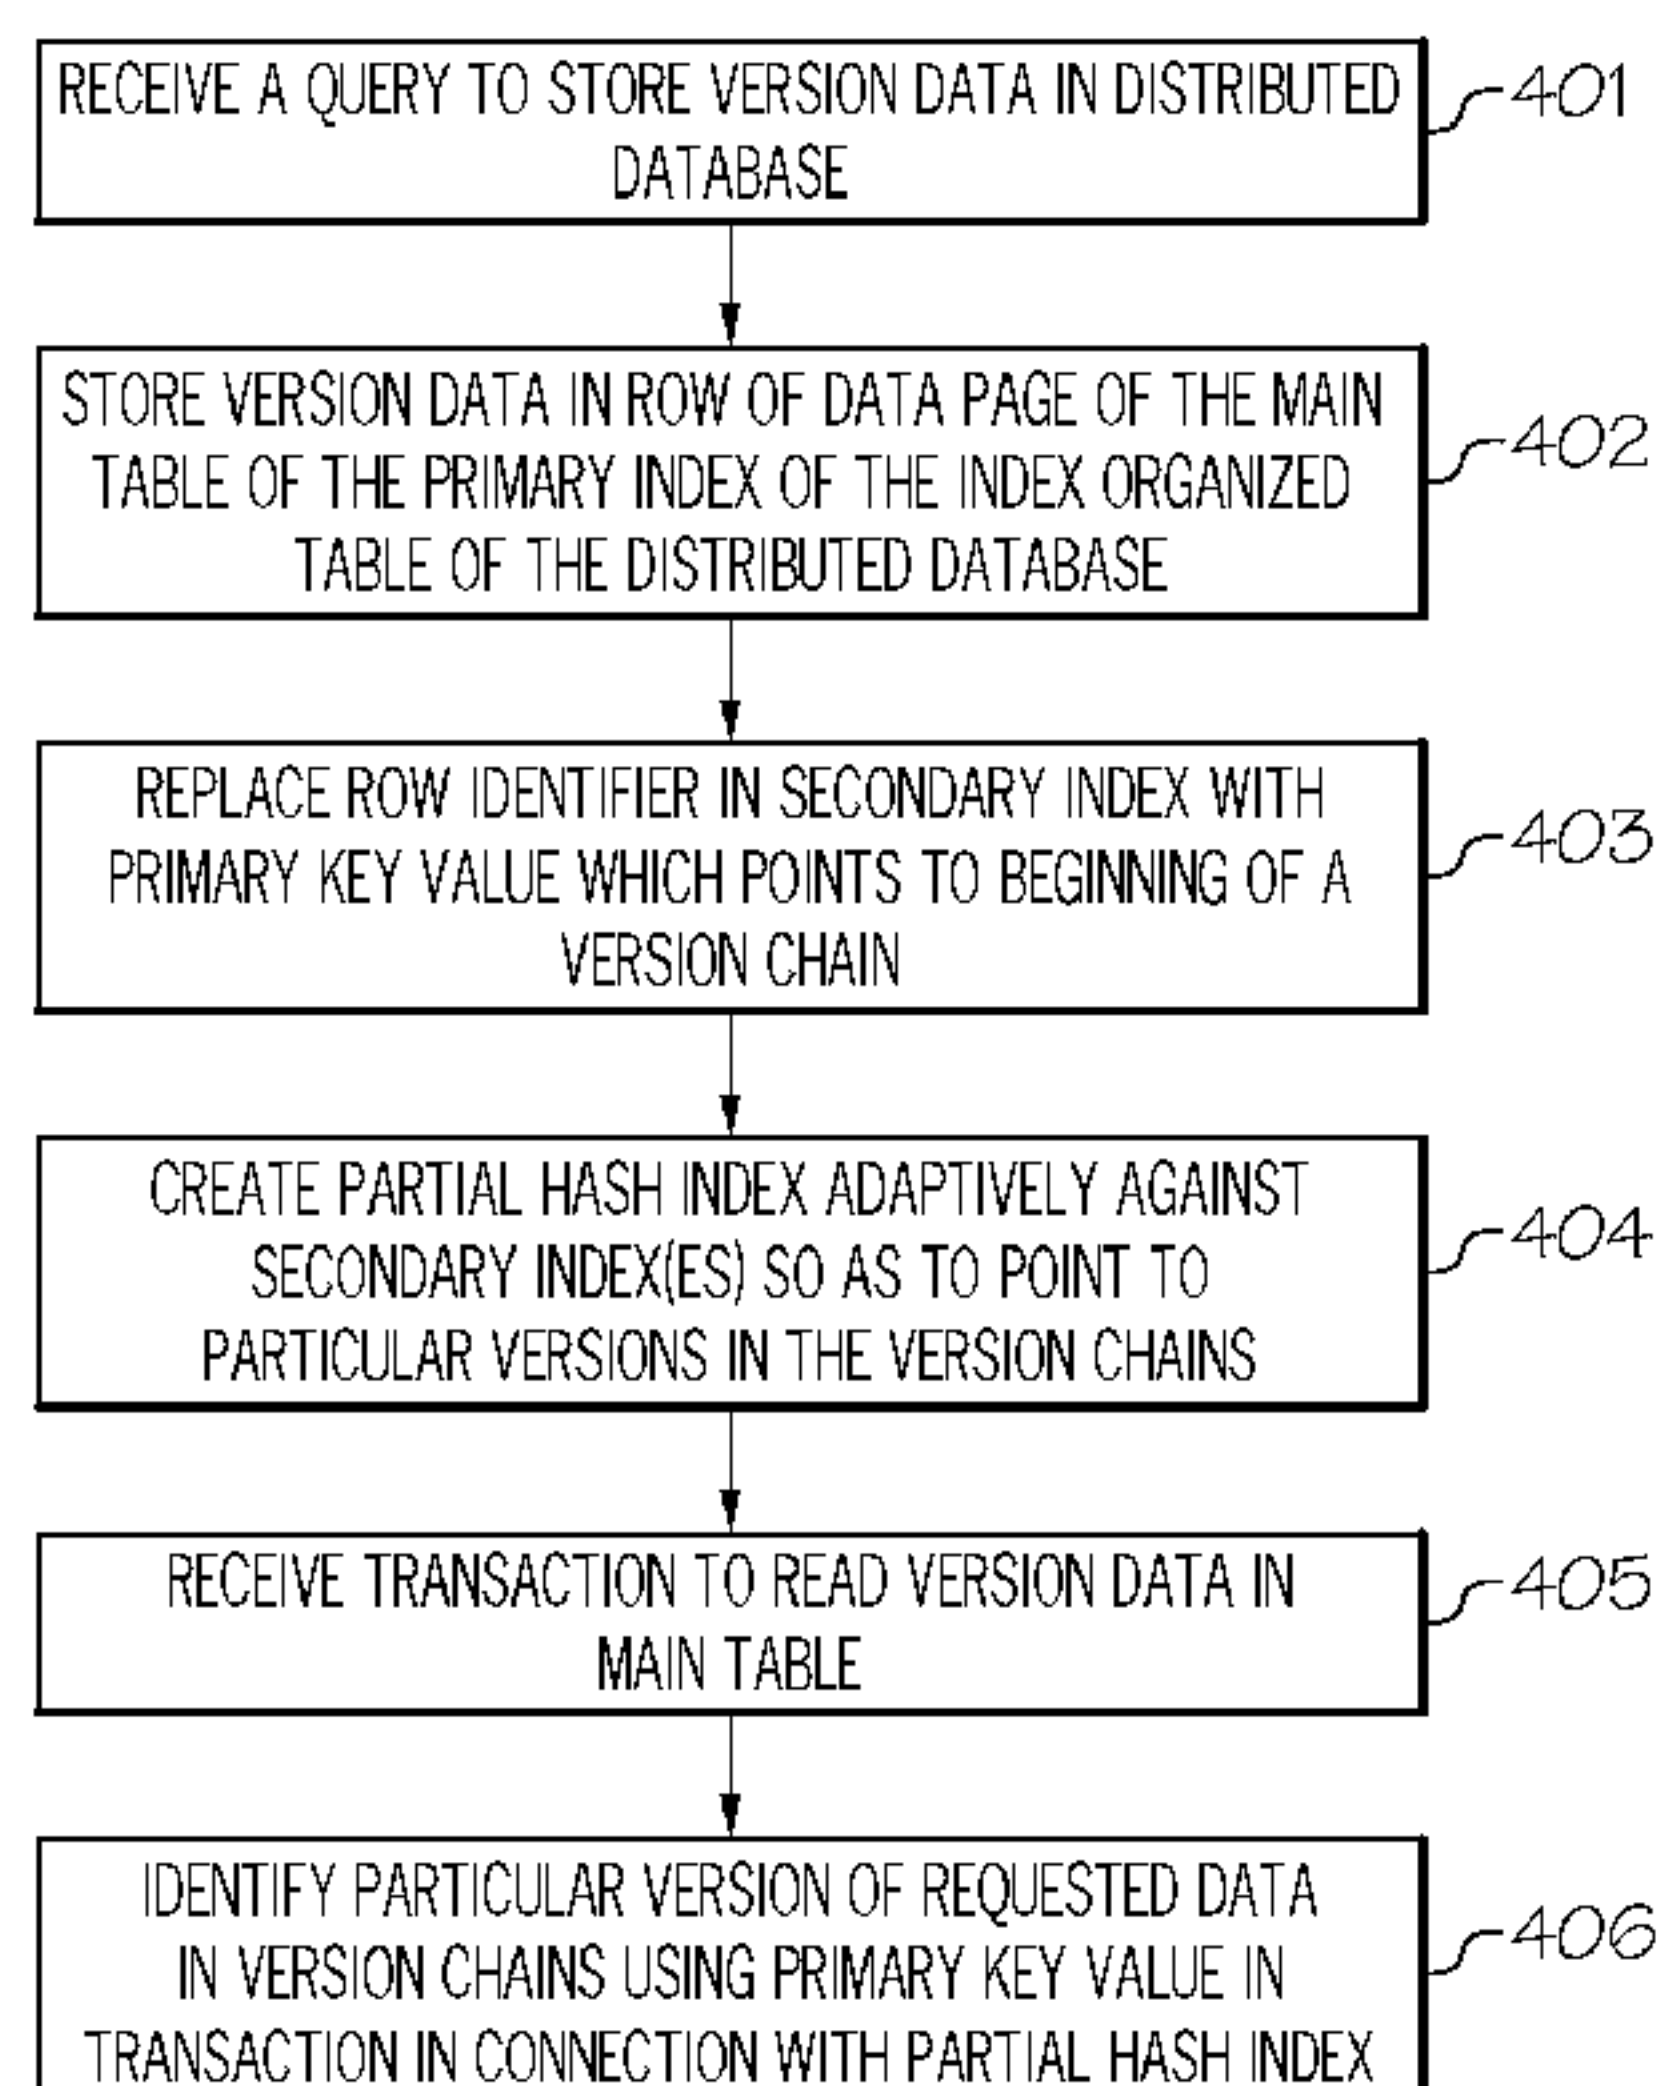 RECEIVE A QUERY TO STORE VERSION DATA IN DISTRIBUTED
DATABASE
401
STORE VERSION DATA IN ROW OF DATA PAGE OF THE MAIN
TABLE OF THE PRIMARY INDEX OF THE INDEX ORGANIZED
TABLE OF THE DISTRIBUTED DATABASE
402
REPLACE ROW IDENTIFIER IN SECONDARY INDEX WITH
PRIMARY KEY VALUE WHICH POINTS TO BEGINNING OF A
VERSION CHAIN
403
CREATE PARTIAL HASH INDEX ADAPTIVELY AGAINST
SECONDARY INDEX(ES) SO AS TO POINT TO
PARTICULAR VERSIONS IN THE VERSION CHAINS
404
RECEIVE TRANSACTION TO READ VERSION DATA IN
MAIN TABLE
405
IDENTIFY PARTICULAR VERSION OF REQUESTED DATA
IN VERSION CHAINS USING PRIMARY KEY VALUE IN
TRANSACTION IN CONNECTION WITH PARTIAL HASH INDEX
406